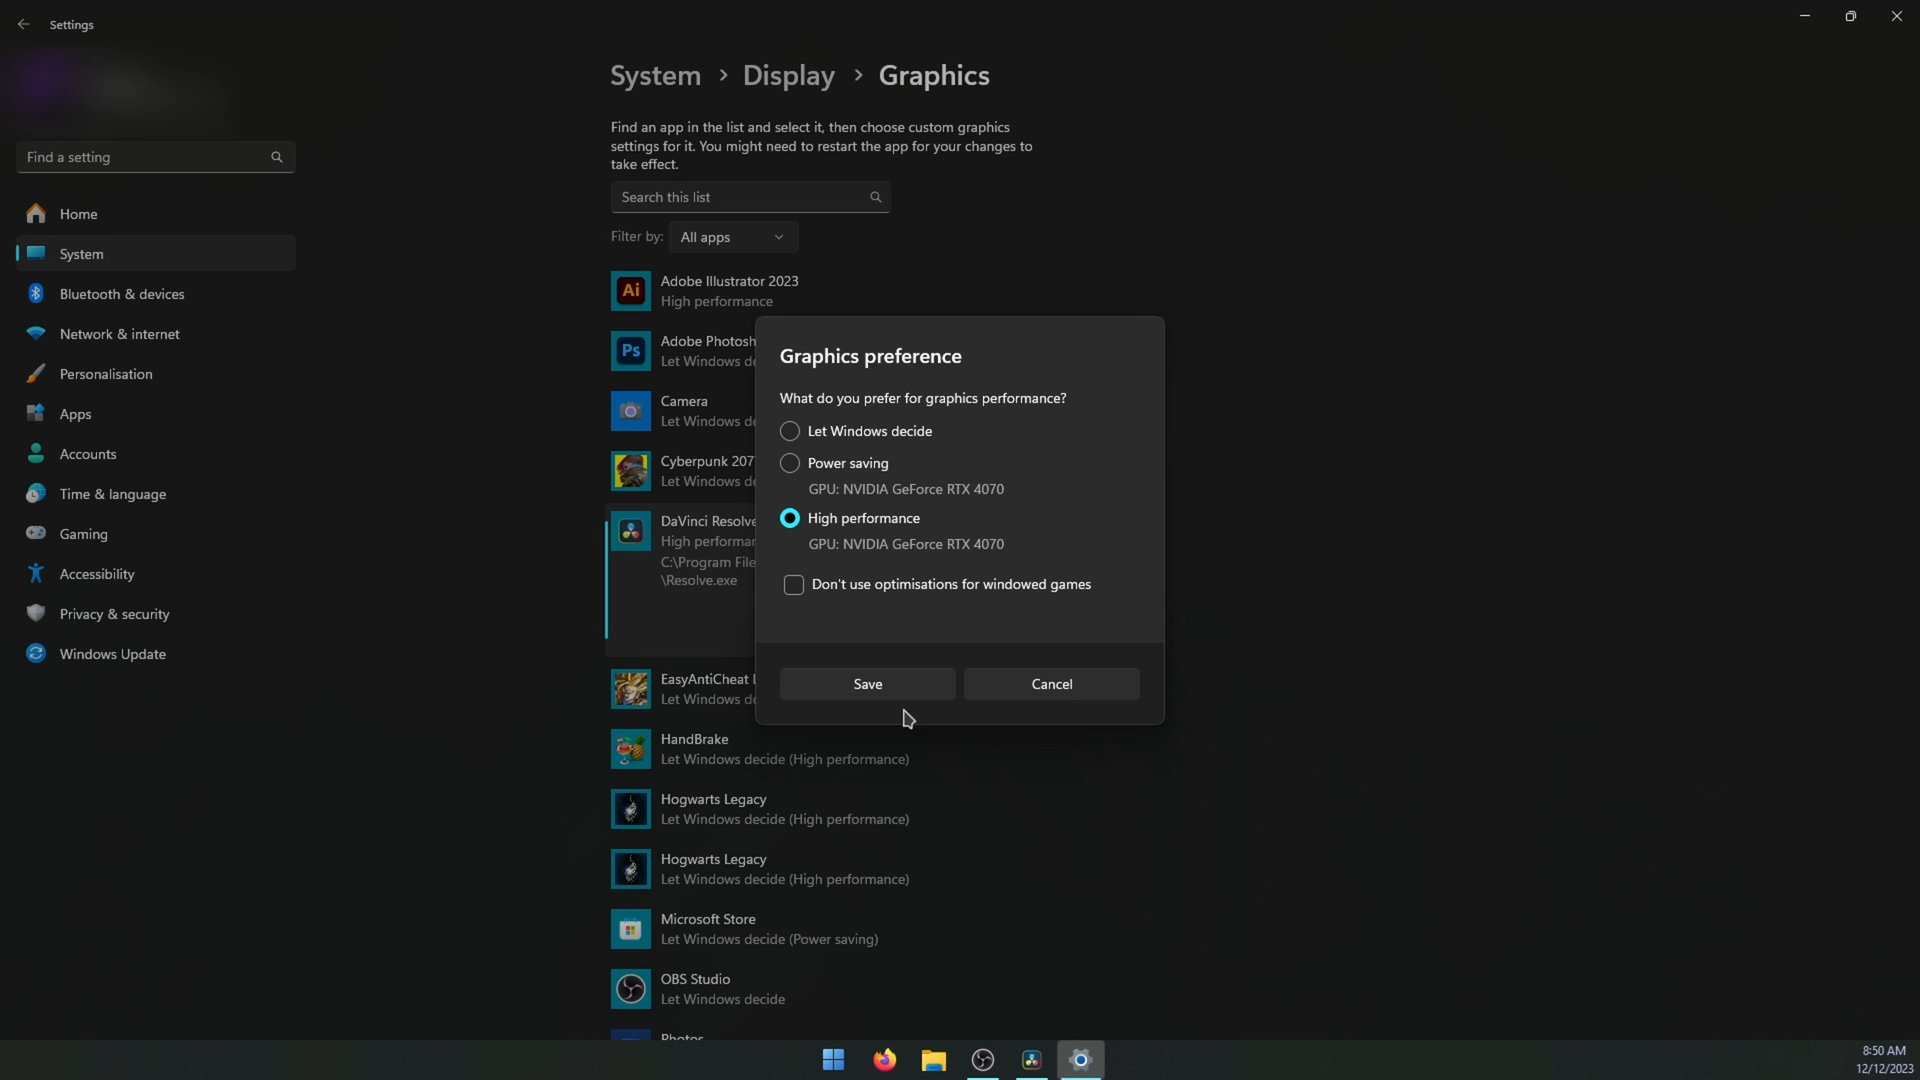 Settings
System > Display > Graphics
Find an app in the list and select it, then choose custom graphics
settings for it. You might need to restart the app for your changes to
take effect.
Find a setting
Home
System
Bluetooth & devices
Network & internet
Personalisation
Apps
Accounts
Time & language
Gaming
Accessibility
Privacy & security
Windows Update
Search this list
Filter by: All apps
Ai
Adobe Illustrator 2023
High performance
Ps
Adobe Photosh
Let Windows de
Camera
Let Windows de
Cyberpunk 207
Let Windows de
DaVinci Resolve
High performan
C:\Program File
\Resolve.exe
EasyAntiCheat
Let Windows de
HandBrake
Let Windows decide (High performance)
Hogwarts Legacy
Let Windows decide (High performance)
Hogwarts Legacy
Let Windows decide (High performance)
Microsoft Store
Let Windows decide (Power saving)
OBS Studio
Let Windows decide
Photos
Graphics preference
What do you prefer for graphics performance?
Let Windows decide
Power saving
GPU: NVIDIA GeForce RTX 4070
High performance
GPU: NVIDIA GeForce RTX 4070
Don't use optimisations for windowed games
Save
Cancel
8:50 AM
12/12/2023